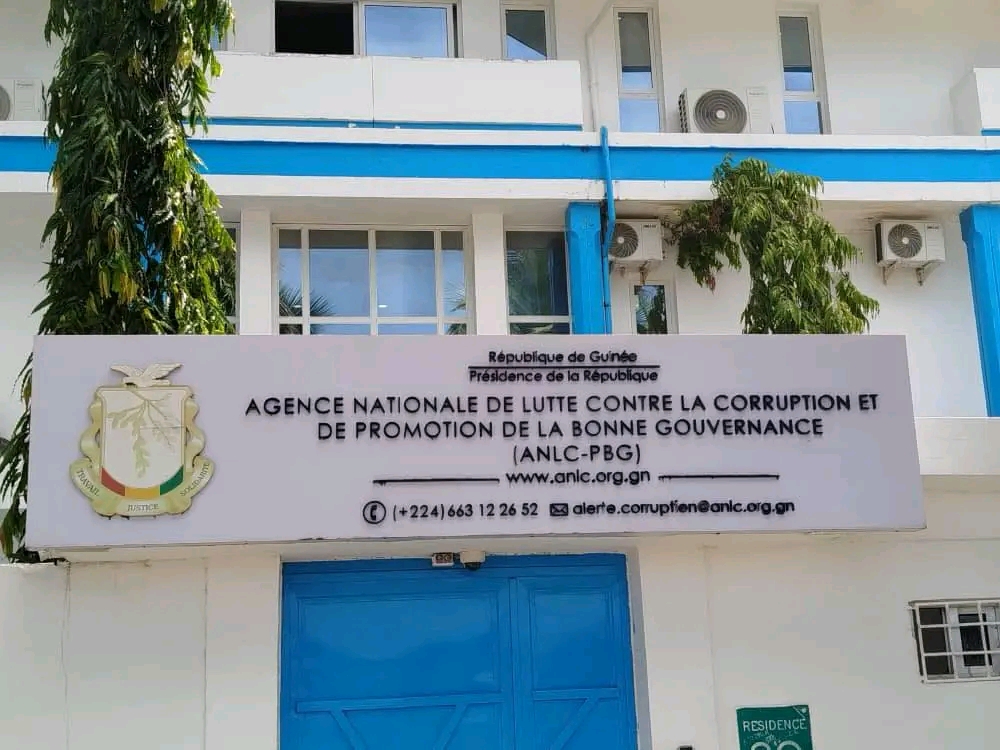 République de Guinée
Présidence de la République
AGENCE NATIONALE DE LUTTE CONTRE LA CORRUPTION ET
DE PROMOTION DE LA BONNE GOUVERNANCE
(ANLC-PBG)
www.anlc.org.gn
(+224) 663 12 26 52 alerte.corruption@anlc.org.gn
TRAVAIL JUSTICE SOLIDARITÉ
RESIDENCE